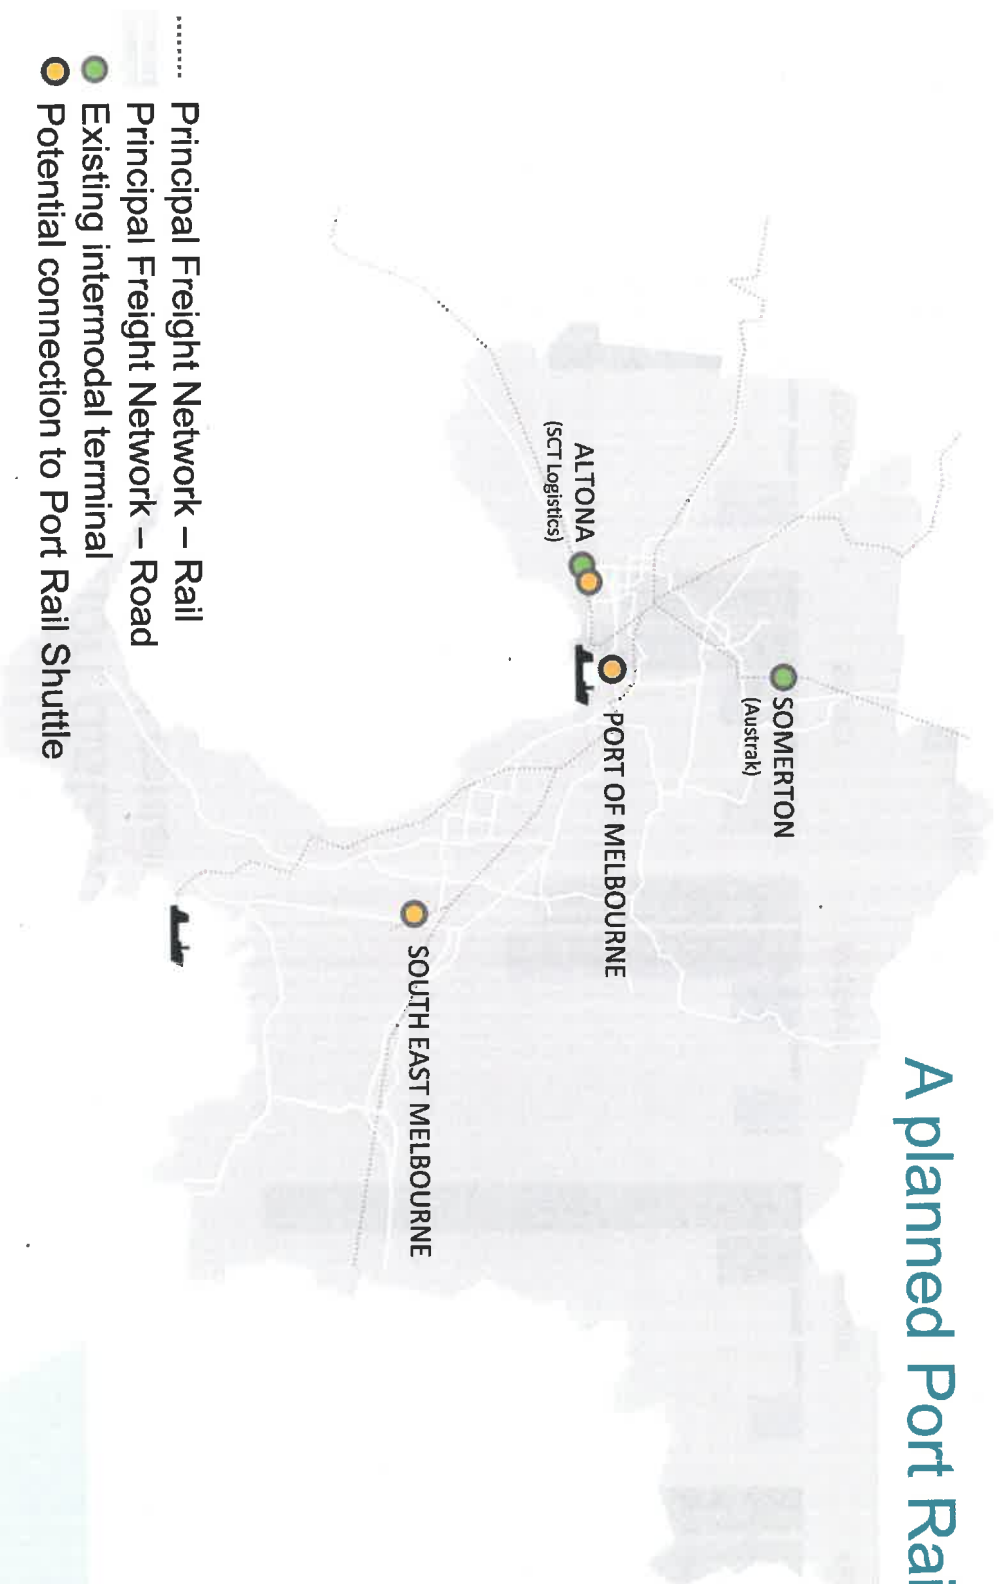 A planned Port Rai
SOMERTON
(Austrak)
ALTONA
(SCT Logistics)
PORT OF MELBOURNE
SOUTH EAST MELBOURNE
Principal Freight Network – Rail
Principal Freight Network – Road
Existing intermodal terminal
Potential connection to Port Rail Shuttle